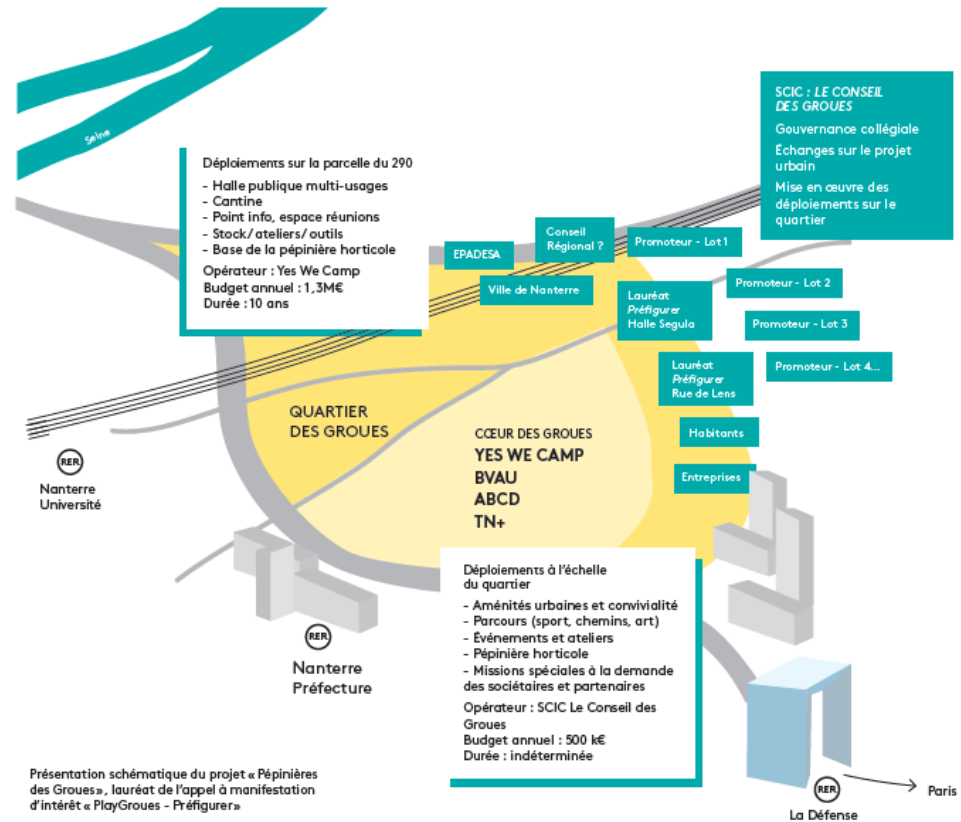 Seine
SCIC : LE CONSEIL
DES GROUES
Gouvernance collégiale
Échanges sur le projet
urbain
Mise en œuvre des
déploiements sur le
quartier
Déploiements sur la parcelle du 290
- Halle publique multi-usages
- Cantine
- Point info, espace réunions
- Stock/ateliers/outils
- Base de la pépinière horticole
Opérateur : Yes We Camp
Budget annuel : 1,3M€
Durée : 10 ans
EPADESA
Conseil
Régional ?
Promoteur - Lot 1
Ville de Nanterre
Lauréat
Préfigurer
Halle Segula
Promoteur - Lot 2
Promoteur - Lot 3
Lauréat
Préfigurer
Rue de Lens
Promoteur - Lot 4...
Habitants
Entreprises
QUARTIER
DES GROUES
CŒUR DES GROUES
YES WE CAMP
BVAU
ABCD
TN+
RER
Nanterre
Université
RER
Nanterre
Préfecture
Déploiements à l'échelle
du quartier
- Aménités urbaines et convivialité
- Parcours (sport, chemins, art)
- Événements et ateliers
- Pépinière horticole
- Missions spéciales à la demande
des sociétaires et partenaires
Opérateur : SCIC Le Conseil des
Groues
Budget annuel : 500 k€
Durée : indéterminée
RER
La Défense
Paris
Présentation schématique du projet « Pépinières
des Groues», lauréat de l'appel à manifestation
d'intérêt « PlayGroues - Préfigurer»